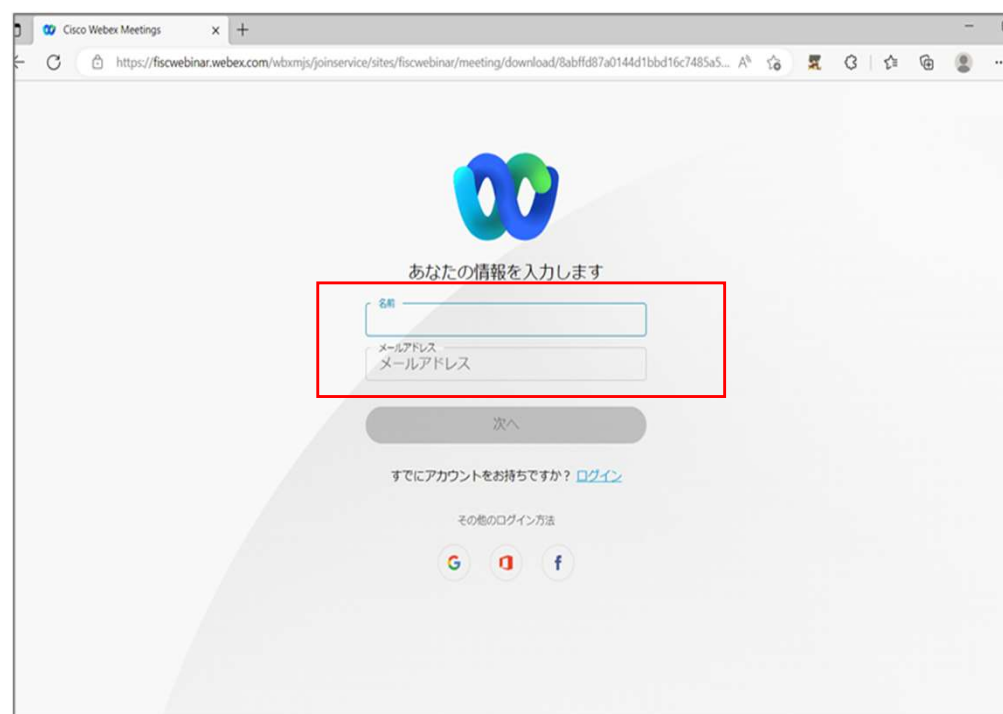 Cisco Webex Meetings
https://fiscwebinar.webex.com/wbxmjs/joinservice/sites/fiscwebinar/meeting/download/8abffd87a0144d1bbd16c7485a5...
あなたの情報を入力します
名前
メールアドレス
メールアドレス
次へ
すでにアカウントをお持ちですか？ ログイン
その他のログイン方法